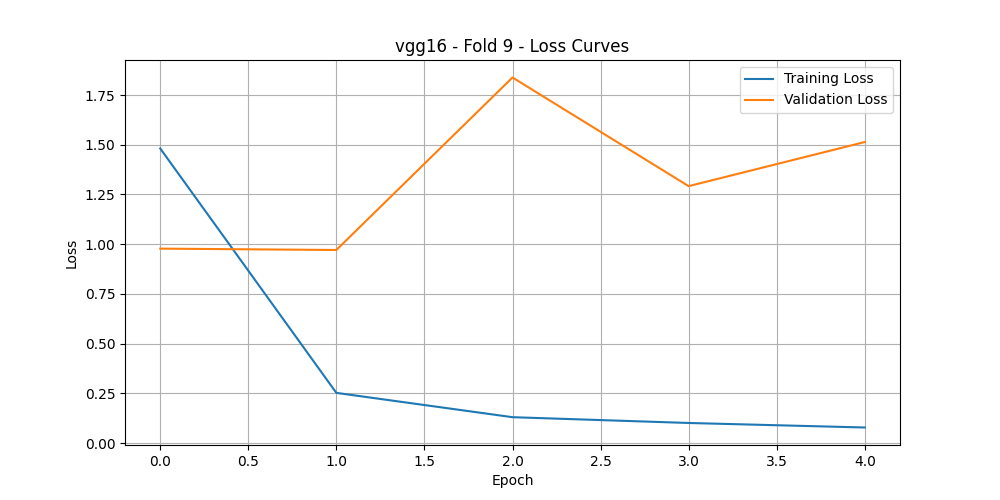 vgg16 - Fold 9 - Loss Curves
Training Loss
Validation Loss
Loss
1.75
1.50
1.25
1.00
0.75
0.50
0.25
0.00
0.0 0.5 1.0 1.5 2.0 2.5 3.0 3.5 4.0
Epoch